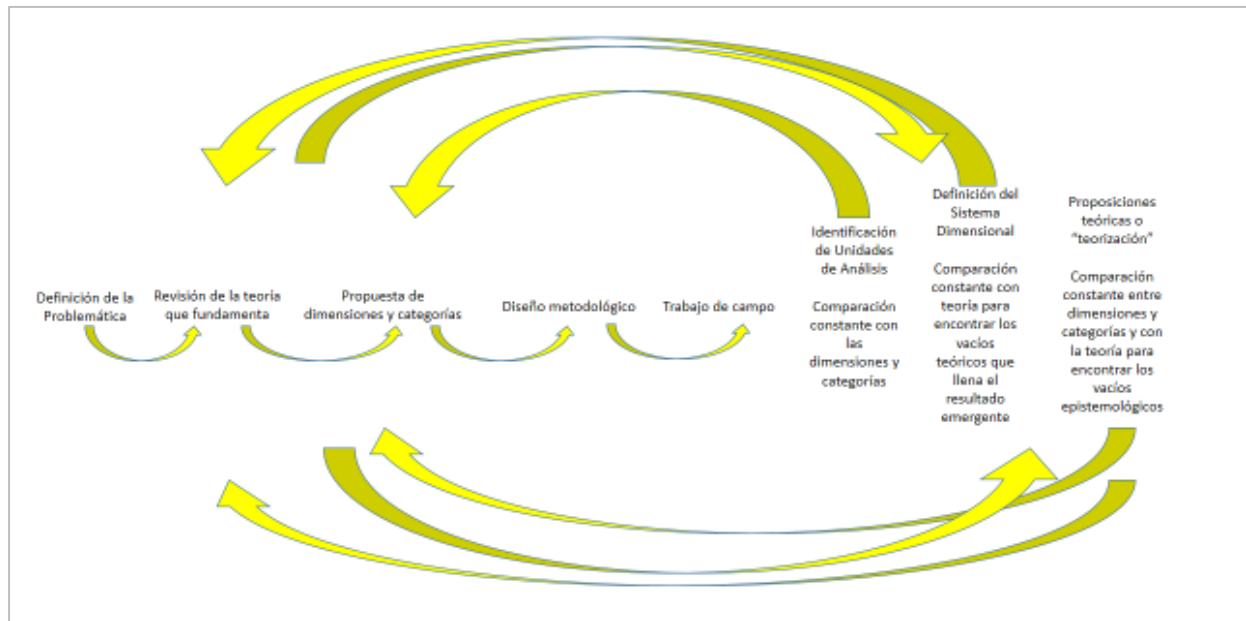 Definición de la
Problemática
Revisión de la teoría
que fundamenta
Propuesta de
dimensiones y categorías
Diseño metodológico
Trabajo de campo
Identificación
de Unidades
de Análisis
Comparación
constante con
las
dimensiones y
categorías
Definición del
Sistema
Dimensional
Comparación
constante con
teoría para
encontrar los
vacíos
teóricos que
llena el
resultado
emergente
Proposiciones
teóricas o
"teorización"
Comparación
constante entre
dimensiones y
categorías y con
la teoría para
encontrar los
vacíos
epistemológicos